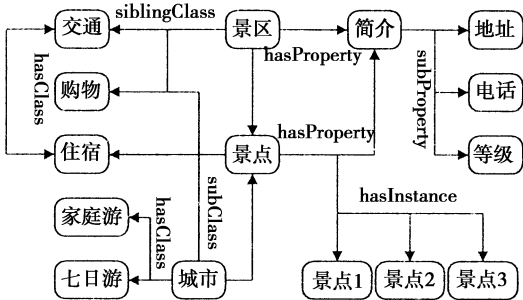 siblingClass
交通
景区
简介
地址
hasProperty
hasClass
购物
subProperty
电话
住宿
景点
hasProperty
等级
家庭游
hasClass
subClass
hasInstance
七日游
城市
景点1
景点2
景点3